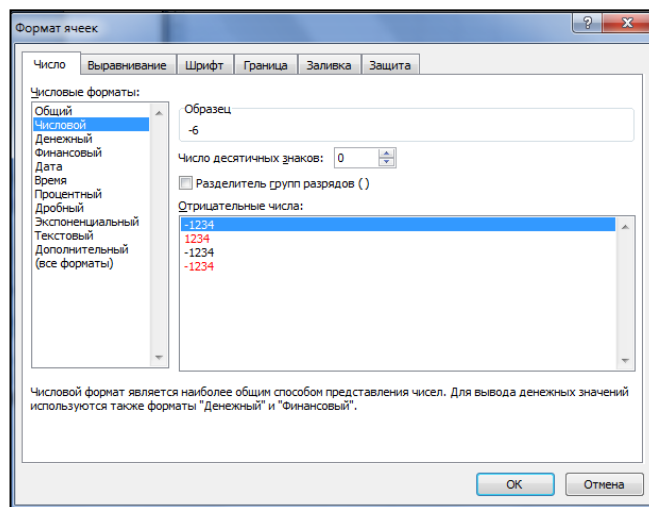 Формат ячеек
Число Выравнивание Шрифт Граница Заливка Защита
Числовые форматы:
Общий
Числовой
Денежный
Финансовый
Дата
Время
Процентный
Дробный
Экспоненциальный
Текстовый
Дополнительный
(все форматы)
Образец
-6
Число десятичных знаков: 0
Разделитель групп разрядов ( )
Отрицательные числа:
-1234
1234
-1234
-1234
Числовой формат является наиболее общим способом представления чисел. Для вывода денежных значений
используются также форматы "Денежный" и "Финансовый".
ОК Отмена